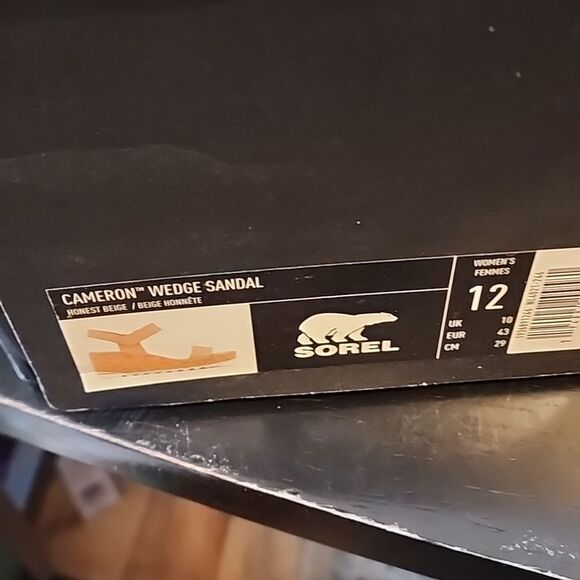 CAMERON™ WEDGE SANDAL
HONEST BEIGE / BEIGE HONNÊTE
SOREL
WOMEN'S
FEMMES
12
UK 10
EUR 43
CM 29